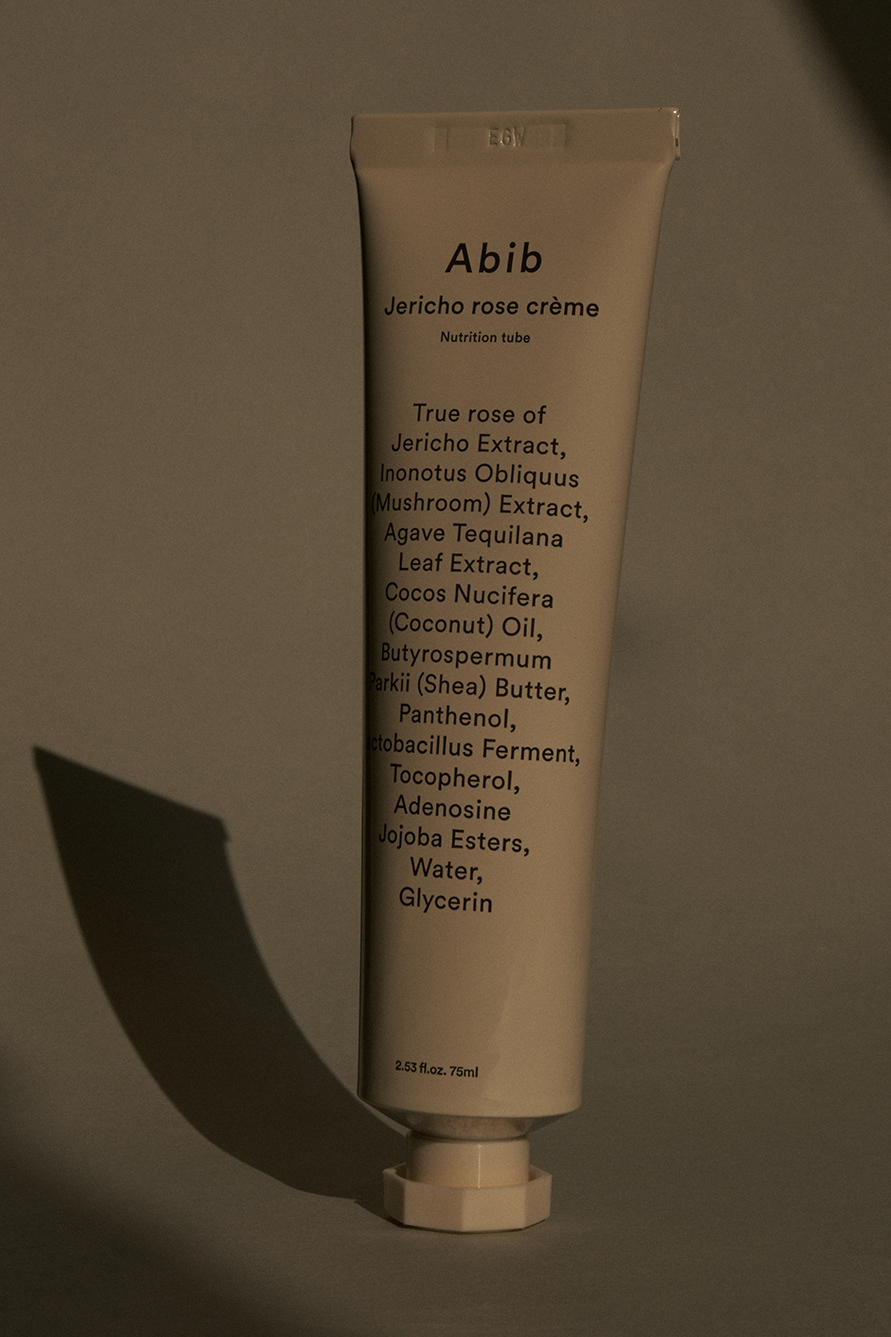 EGV
Abib
Jericho rose crème
Nutrition tube
True rose of
Jericho Extract,
Inonotus Obliquus
(Mushroom) Extract,
Agave Tequilana
Leaf Extract,
Cocos Nucifera
(Coconut) Oil,
Butyrospermum
Parkii (Shea) Butter,
Panthenol,
ctobacillus Ferment,
Tocopherol,
Adenosine
Jojoba Esters,
Water,
Glycerin
2.53 fl.oz. 75ml